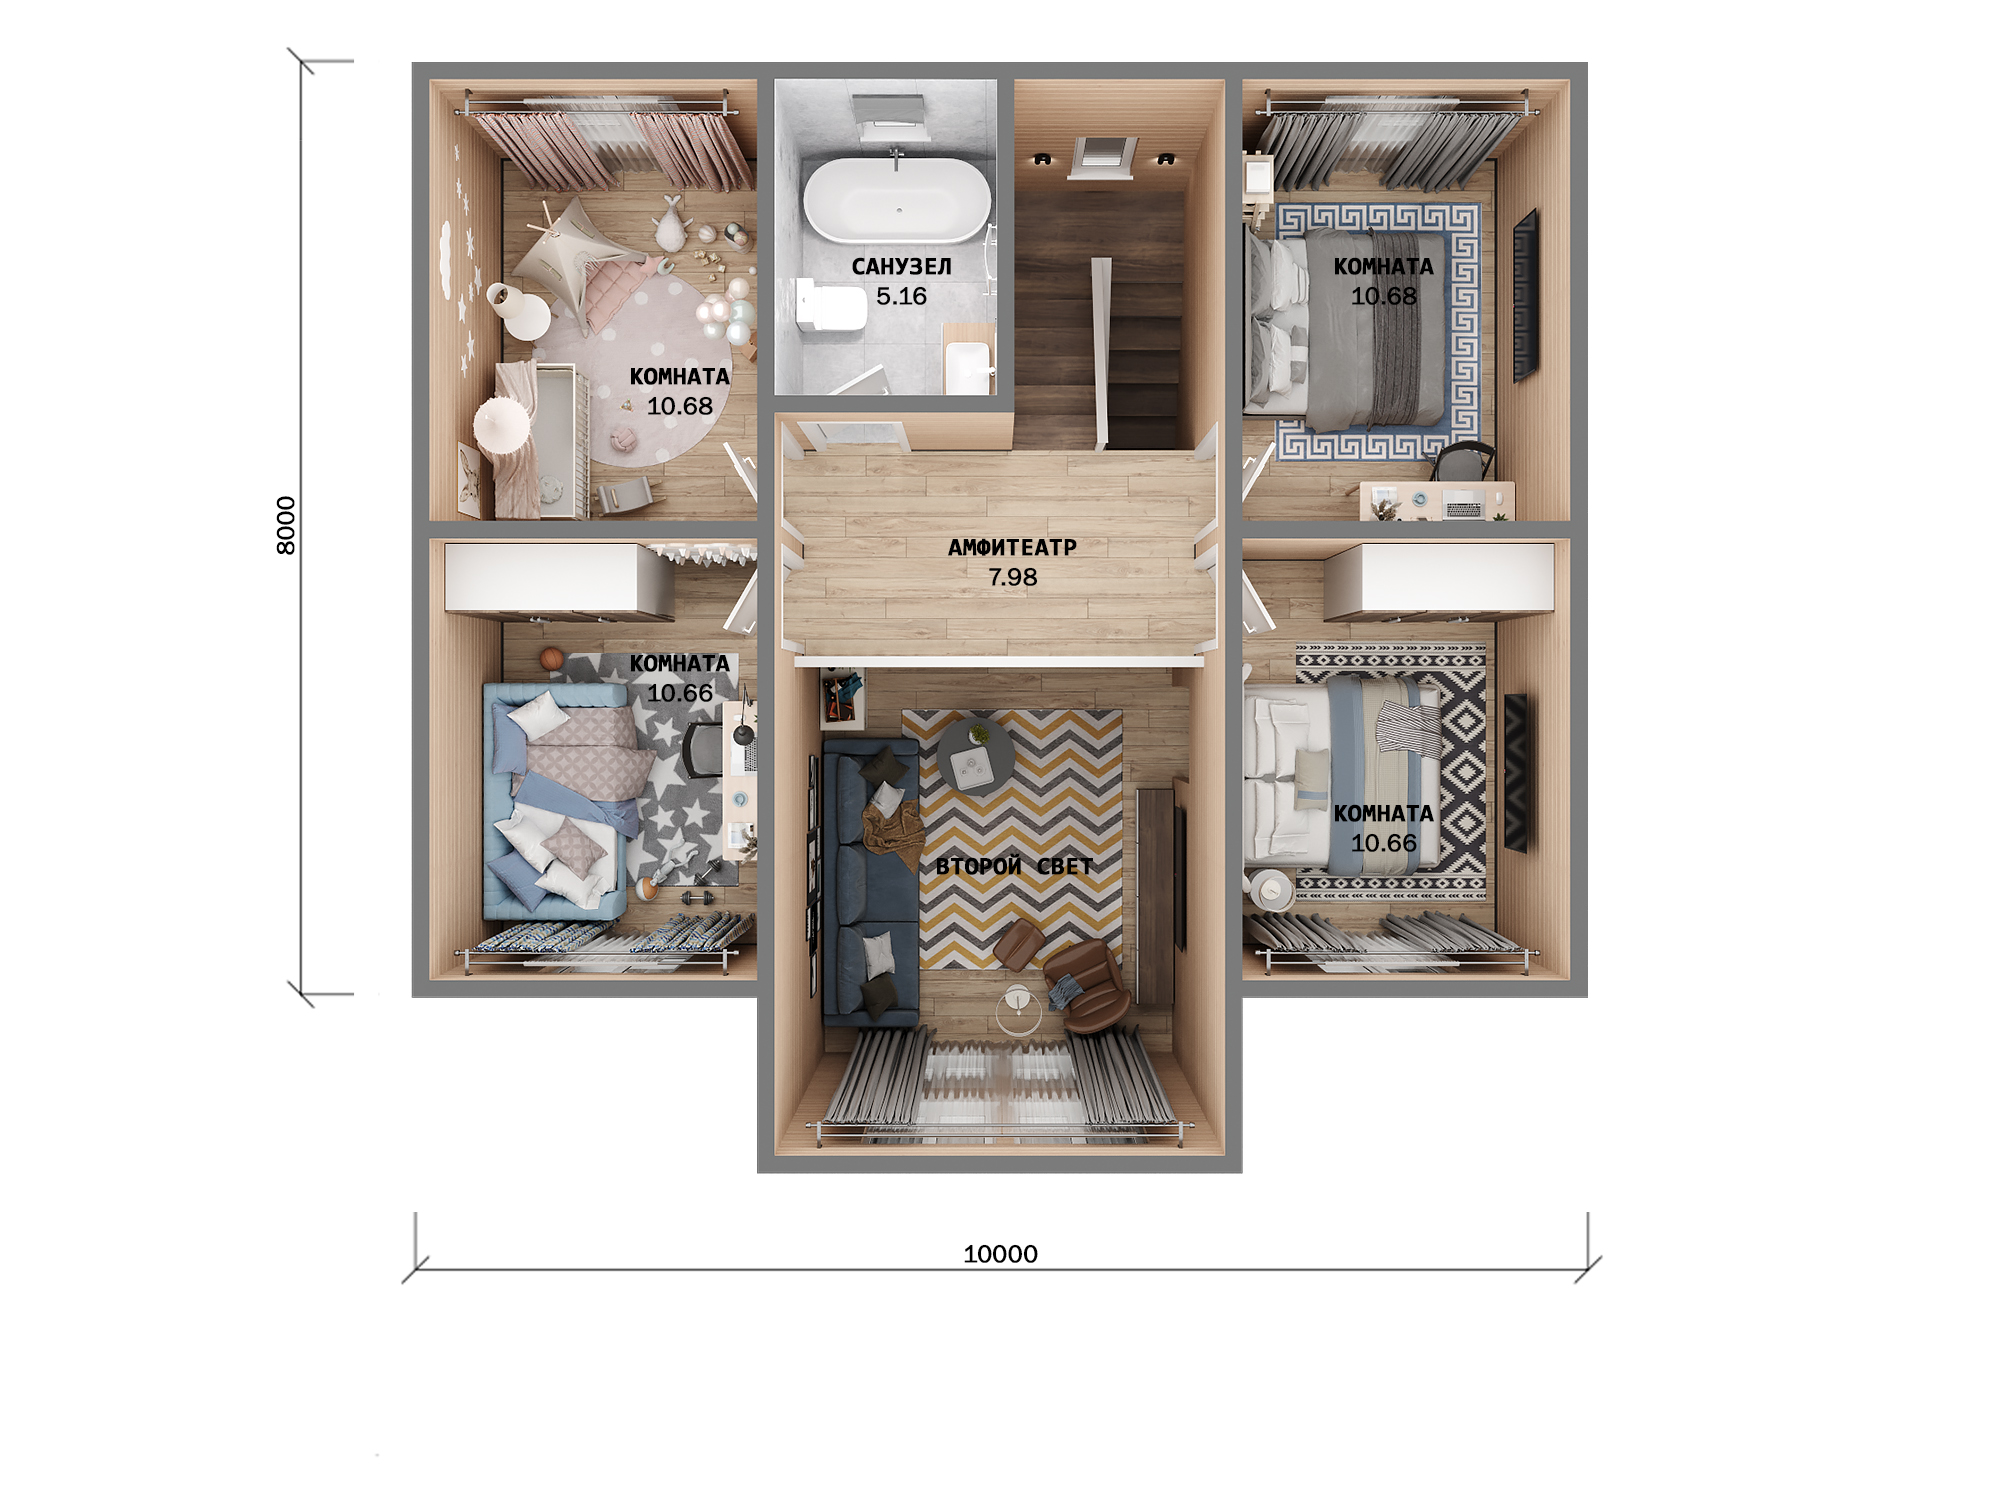 САНУЗЕЛ
5.16
КОМНАТА
10.68
КОМНАТА
10.68
8000
АМФИТЕАТР
7.98
КОМНАТА
10.66
КОМНАТА
10.66
ВТОРОЙ СВЕТ
10000